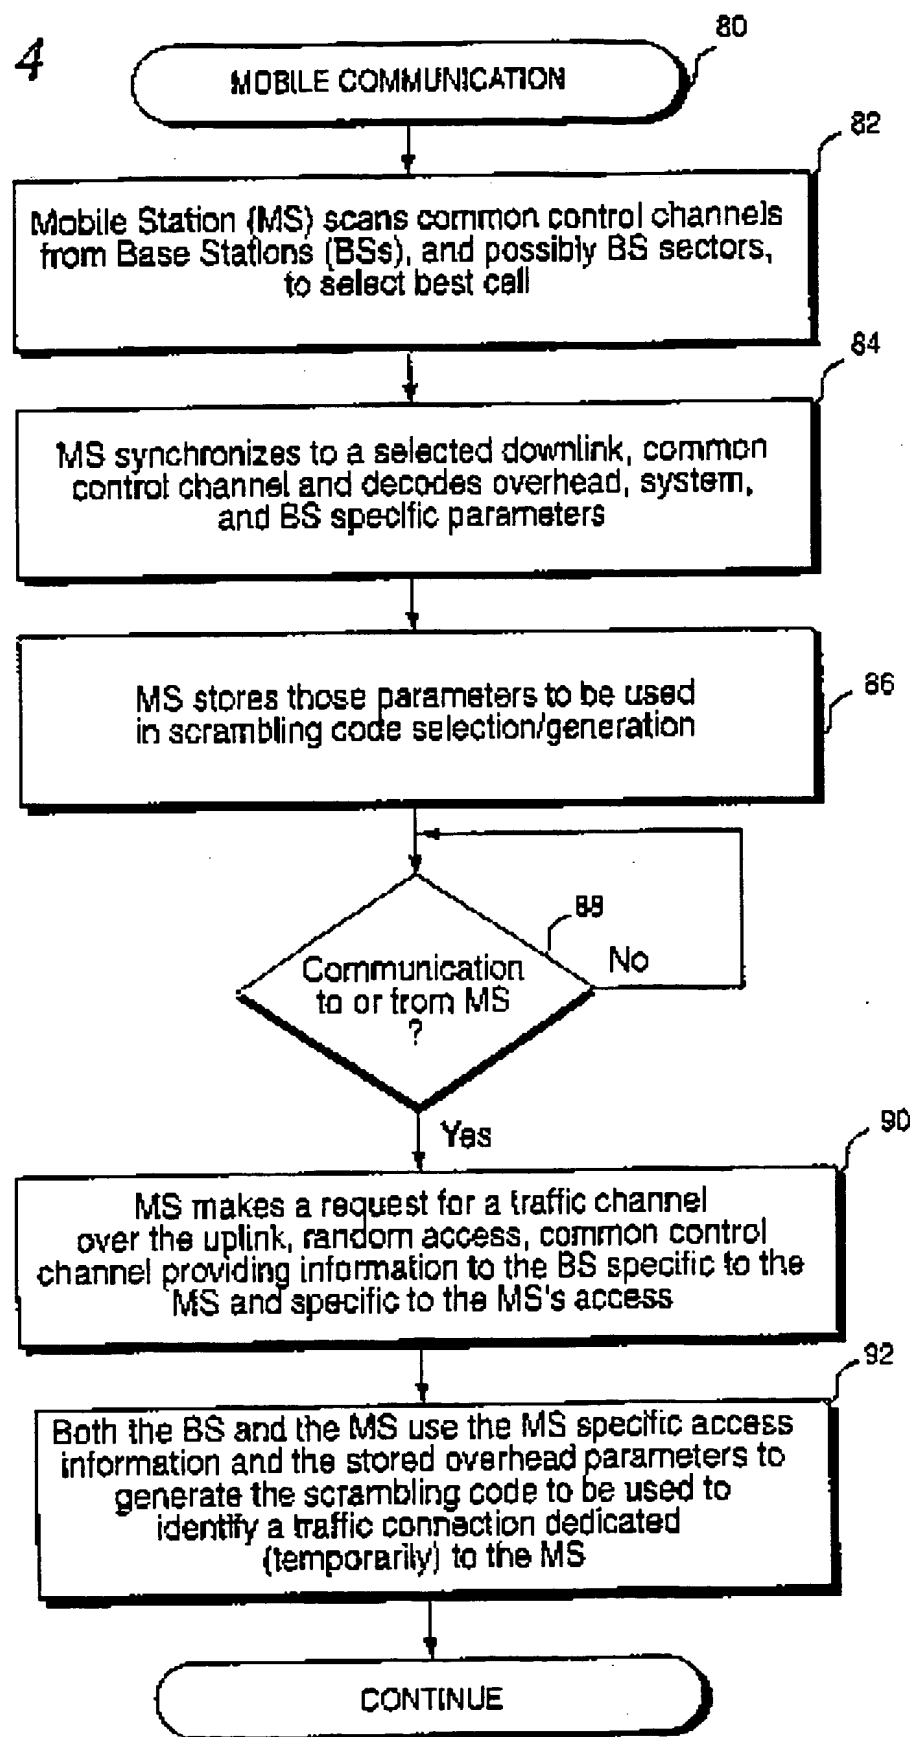 4
80
MOBILE COMMUNICATION
82
Mobile Station (MS) scans common control channels
from Base Stations (BSs), and possibly BS sectors,
to select best cell
84
MS synchronizes to a selected downlink, common
control channel and decodes overhead, system,
and BS specific parameters
86
MS stores those parameters to be used
in scrambling code selection/generation
88
Communication
to or from MS
?
No
Yes
90
MS makes a request for a traffic channel
over the uplink, random access, common control
channel providing information to the BS specific to the
MS and specific to the MS's access
92
Both the BS and the MS use the MS specific access
information and the stored overhead parameters to
generate the scrambling code to be used to
identify a traffic connection dedicated
(temporarily) to the MS
CONTINUE